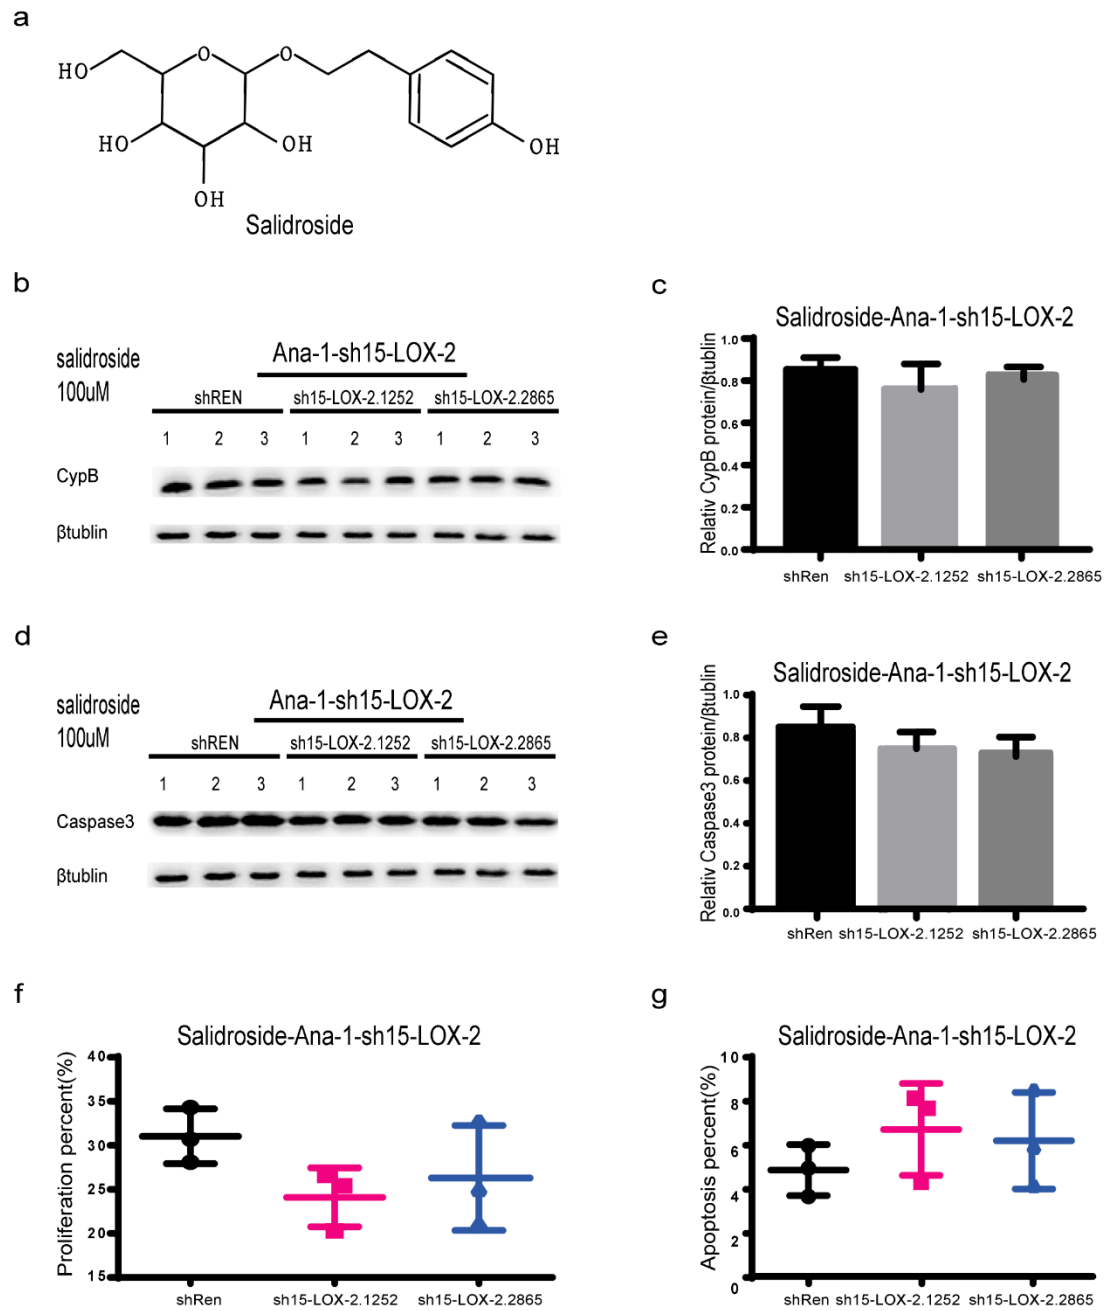 a
HO
O
O
HO
OH
OH
OH
Salidroside
b
salidroside
100uM
Ana-1-sh15-LOX-2
shREN sh15-LOX-2.1252 sh15-LOX-2.2865
1 2 3 1 2 3 1 2 3
CypB
βtublin
c
Salidroside-Ana-1-sh15-LOX-2
Relativ CypB protein/βtublin
1.0
0.8
0.6
0.4
0.2
0.0
shRen sh15-LOX-2.1252 sh15-LOX-2.2865
d
salidroside
100uM
Ana-1-sh15-LOX-2
shREN sh15-LOX-2.1252 sh15-LOX-2.2865
1 2 3 1 2 3 1 2 3
Caspase3
βtublin
e
Salidroside-Ana-1-sh15-LOX-2
Relativ Caspase3 protein/βtublin
1.0
0.8
0.6
0.4
0.2
0.0
shRen sh15-LOX-2.1252 sh15-LOX-2.2865
f
Salidroside-Ana-1-sh15-LOX-2
Proliferation percent(%)
40
35
30
25
20
15
shRen sh15-LOX-2.1252 sh15-LOX-2.2865
g
Salidroside-Ana-1-sh15-LOX-2
Apoptosis percent(%)
10
8
6
4
2
0
shRen sh15-LOX-2.1252 sh15-LOX-2.2865